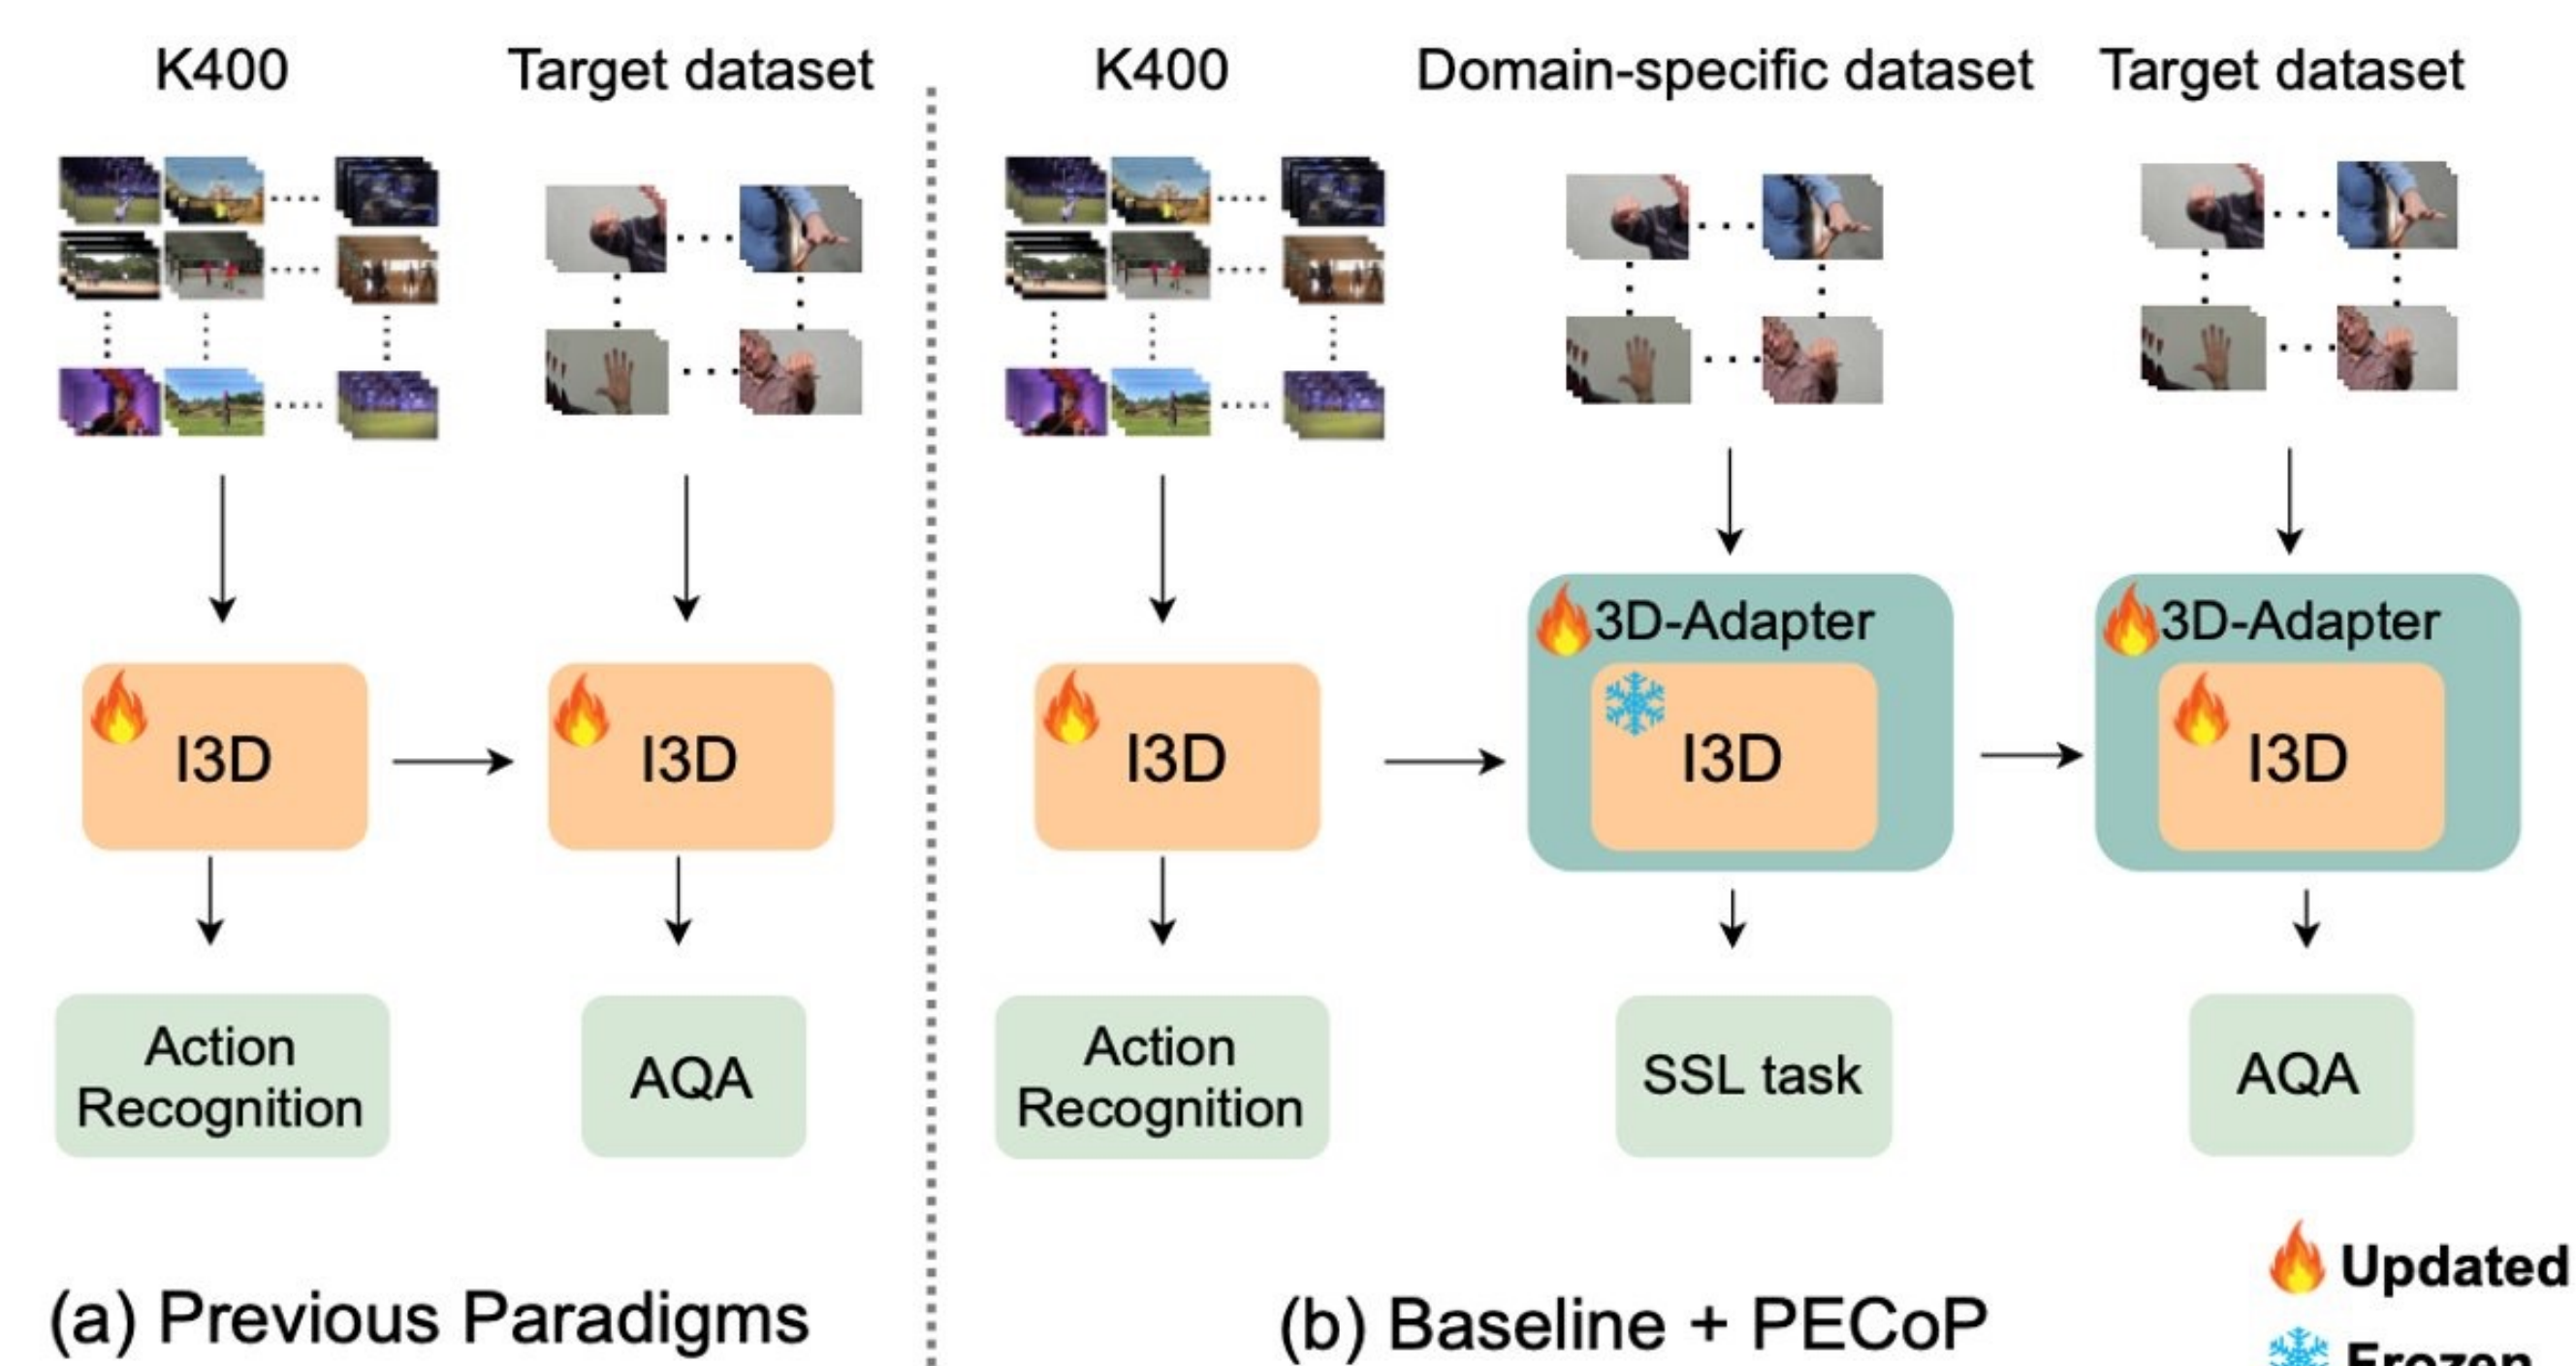 K400
Target dataset
K400
Domain-specific dataset
Target dataset
I3D
I3D
I3D
3D-Adapter
I3D
3D-Adapter
I3D
Action
Recognition
AQA
Action
Recognition
SSL task
AQA
(a) Previous Paradigms
(b) Baseline + PECoP
Updated
Frozen